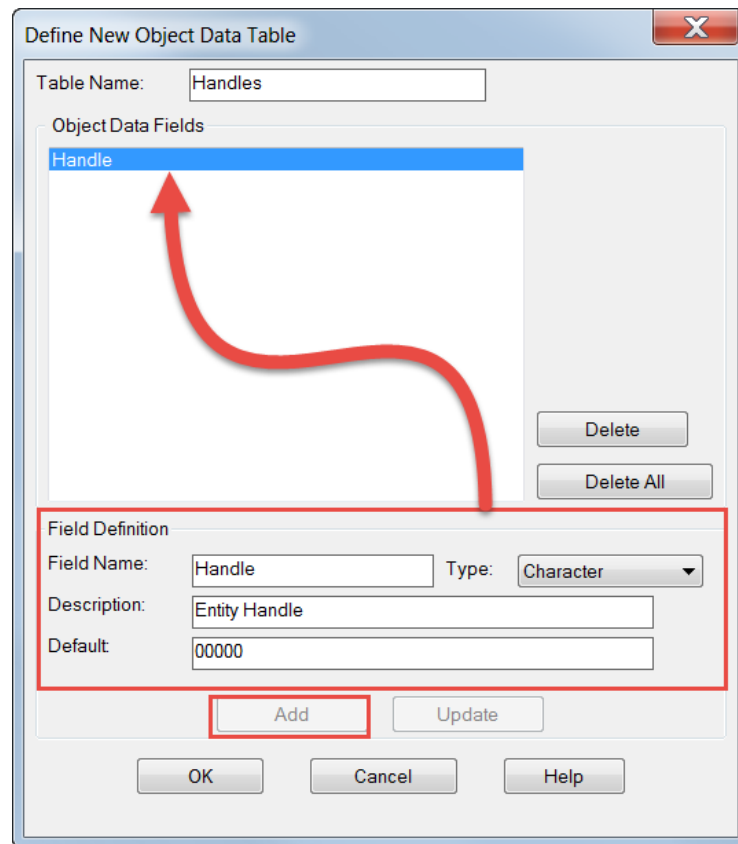 Define New Object Data Table
Table Name: Handles
Object Data Fields
Handle
Delete
Delete All
Field Definition
Field Name: Handle Type: Character
Description: Entity Handle
Default: 00000
Add Update
OK Cancel Help